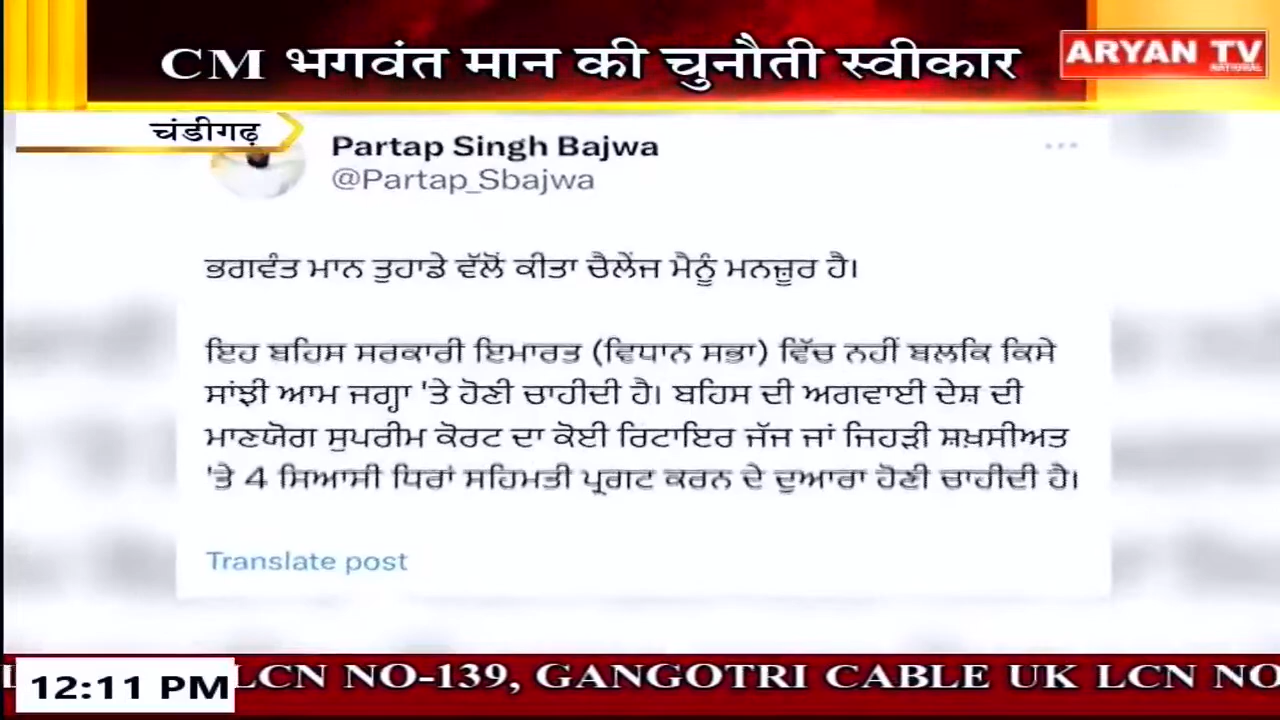 CM भगवंत मान की चुनौती स्वीकार
ARYAN TV
NATIONAL
चंडीगढ़
Partap Singh Bajwa
@Partap_Sbajwa
ਭਗਵੰਤ ਮਾਨ ਤੁਹਾਡੇ ਵੱਲੋਂ ਕੀਤਾ ਚੈਲੇਂਜ ਮੈਨੂੰ ਮਨਜ਼ੂਰ ਹੈ।
ਇਹ ਬਹਿਸ ਸਰਕਾਰੀ ਇਮਾਰਤ (ਵਿਧਾਨ ਸਭਾ) ਵਿੱਚ ਨਹੀਂ ਬਲਕਿ ਕਿਸੇ
ਸਾਂਝੀ ਆਮ ਜਗ੍ਹਾ 'ਤੇ ਹੋਣੀ ਚਾਹੀਦੀ ਹੈ। ਬਹਿਸ ਦੀ ਅਗਵਾਈ ਦੇਸ਼ ਦੀ
ਮਾਣਯੋਗ ਸੁਪਰੀਮ ਕੋਰਟ ਦਾ ਕੋਈ ਰਿਟਾਇਰ ਜੱਜ ਜਾਂ ਜਿਹੜੀ ਸ਼ਖ਼ਸੀਅਤ
'ਤੇ 4 ਸਿਆਸੀ ਧਿਰਾਂ ਸਹਿਮਤੀ ਪ੍ਰਗਟ ਕਰਨ ਦੇ ਦੁਆਰਾ ਹੋਣੀ ਚਾਹੀਦੀ ਹੈ।
Translate post
12:11 PM LCN NO-139, GANGOTRI CABLE UK LCN NO